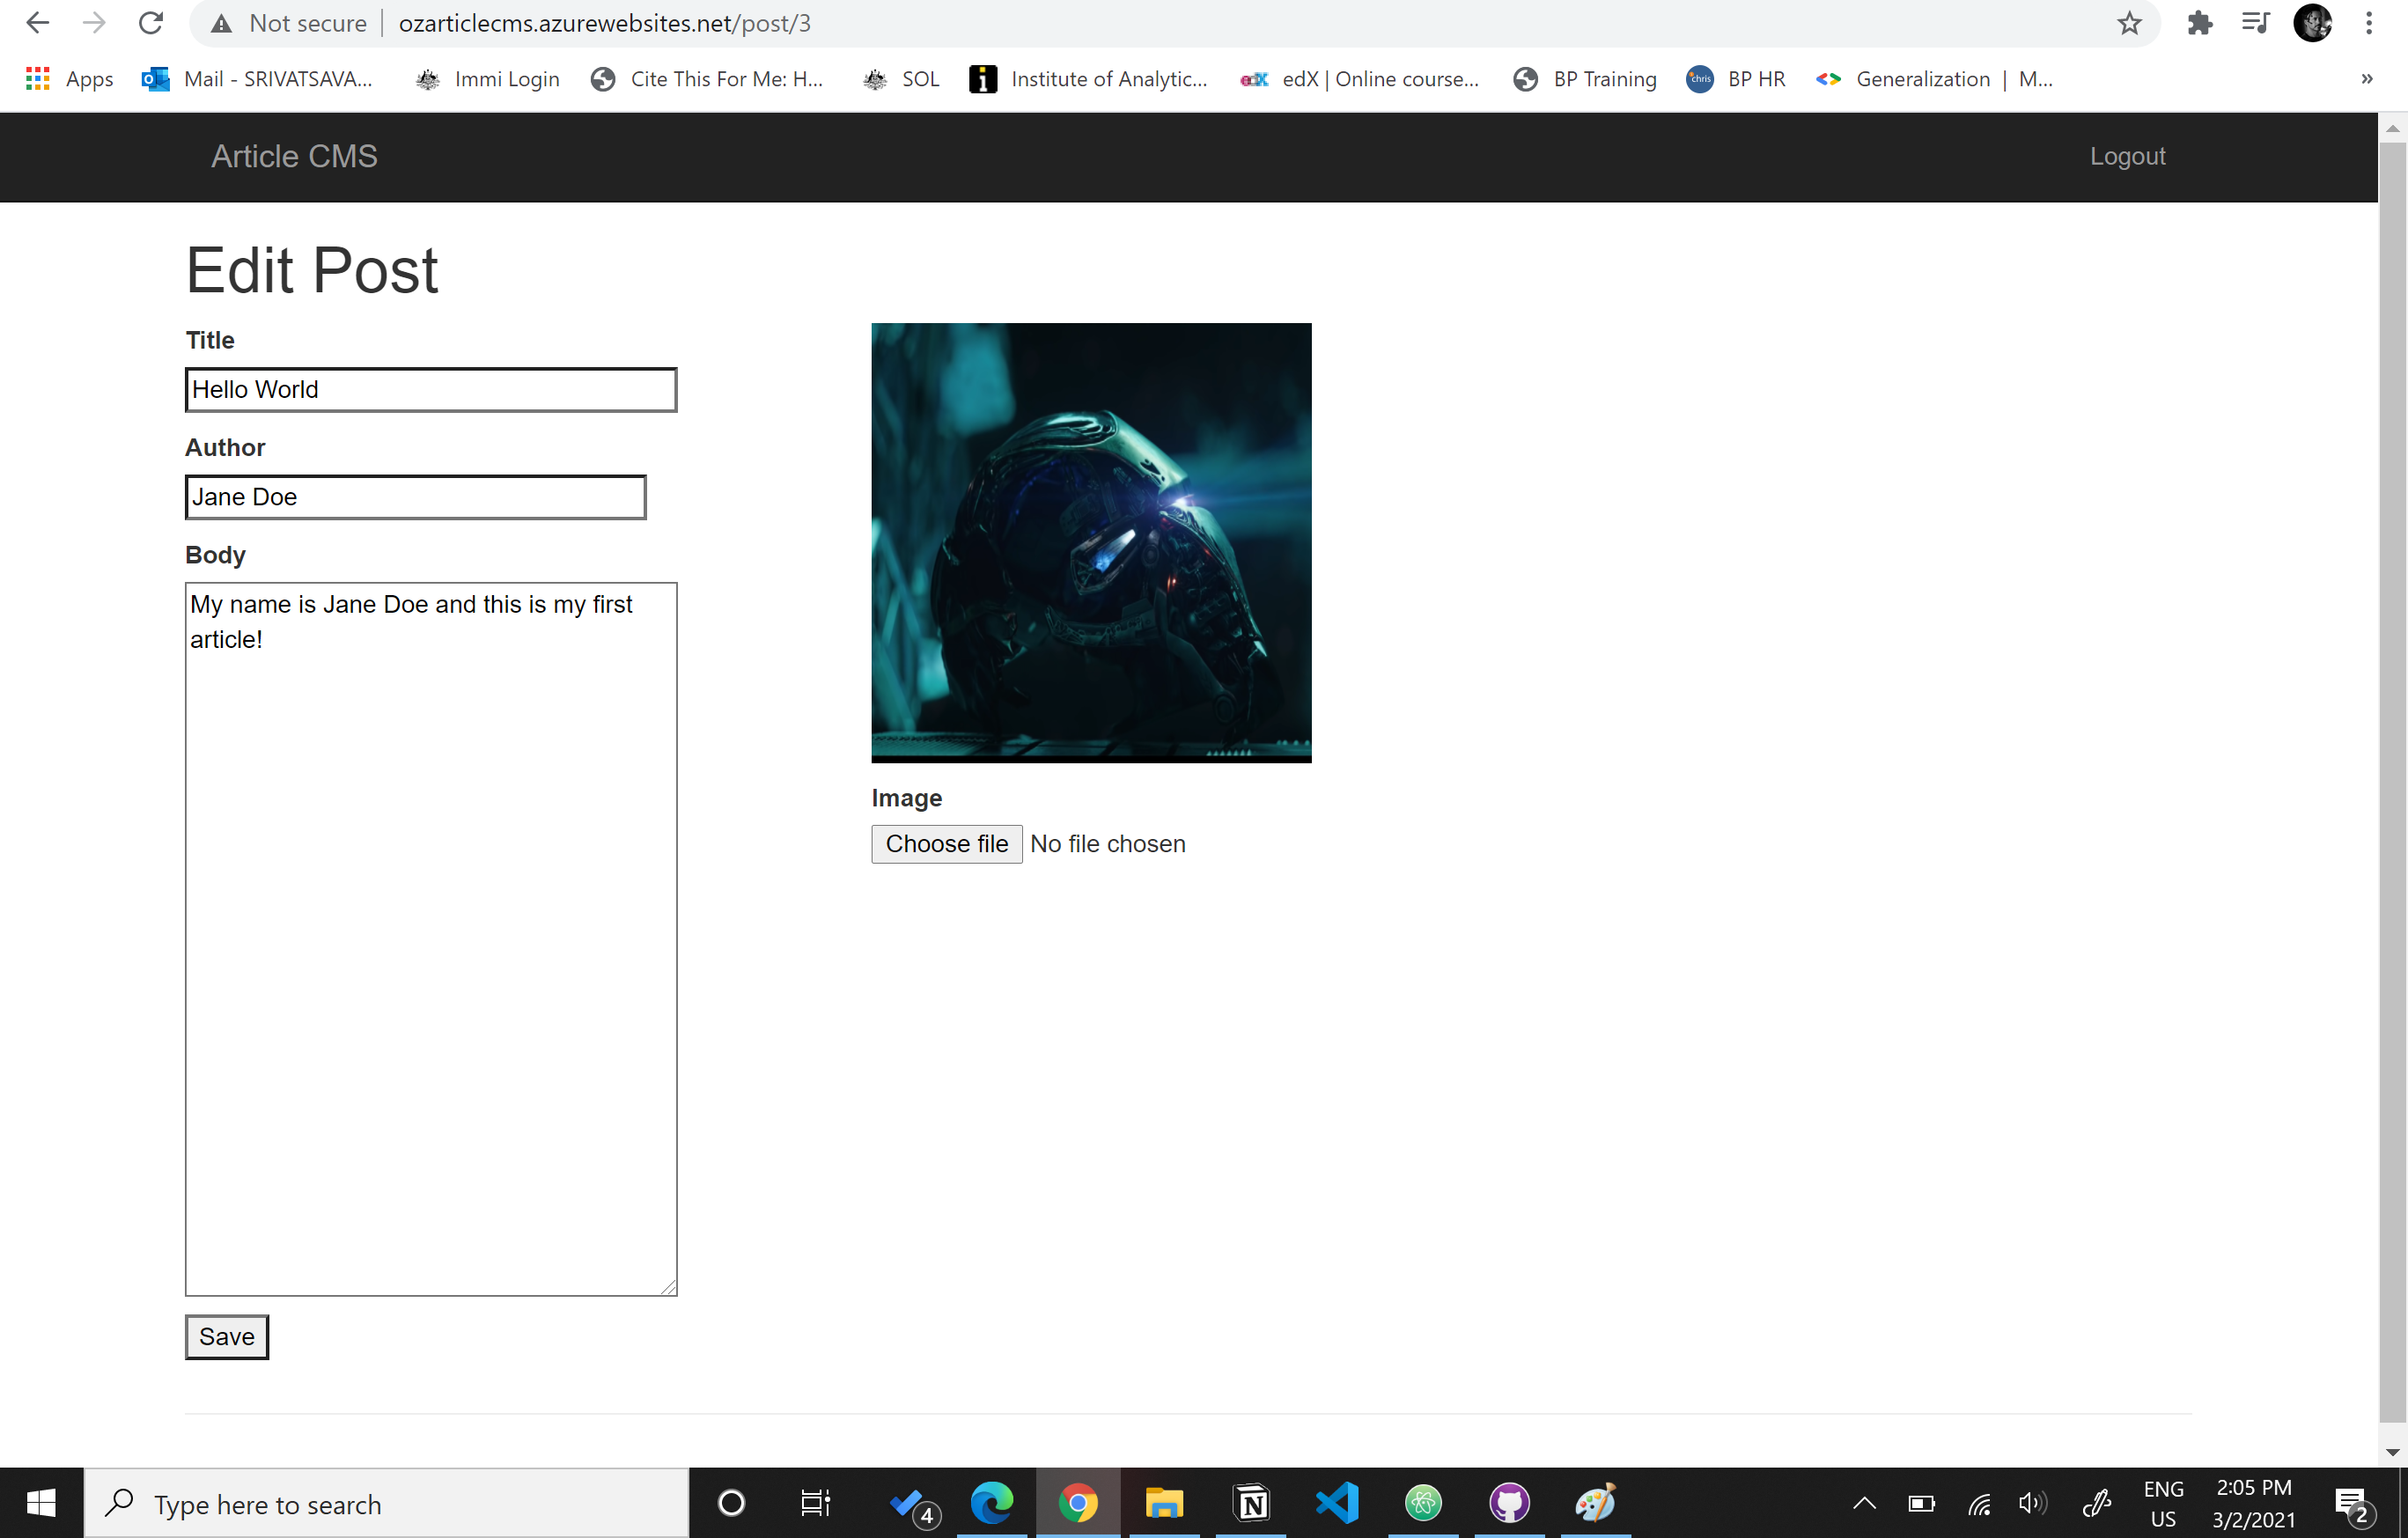 Not secure | ozarticlecms.azurewebsites.net/post/3
Apps Mail - SRIVATSAVA... Immi Login Cite This For Me: H... SOL Institute of Analytic... edX | Online course... BP Training chris BP HR Generalization | M... »
Article CMS Logout
Edit Post
Title
Hello World
Author
Jane Doe
Body
My name is Jane Doe and this is my first
article!
Image
Choose file No file chosen
Save
Type here to search
4
N
ENG
US
2:05 PM
3/2/2021
2